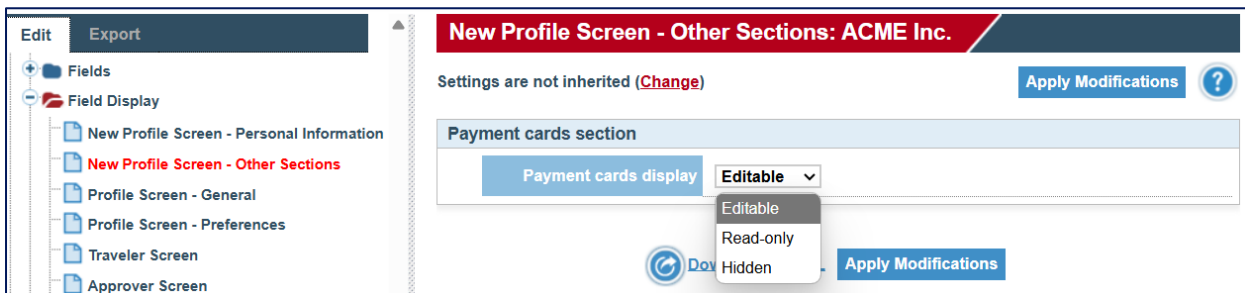 Edit Export
Fields
Field Display
New Profile Screen - Personal Information
New Profile Screen - Other Sections
Profile Screen - General
Profile Screen - Preferences
Traveler Screen
Approver Screen
New Profile Screen - Other Sections: ACME Inc.
Settings are not inherited (Change)
Apply Modifications ?
Payment cards section
Payment cards display Editable
Editable
Read-only
Hidden
Apply Modifications